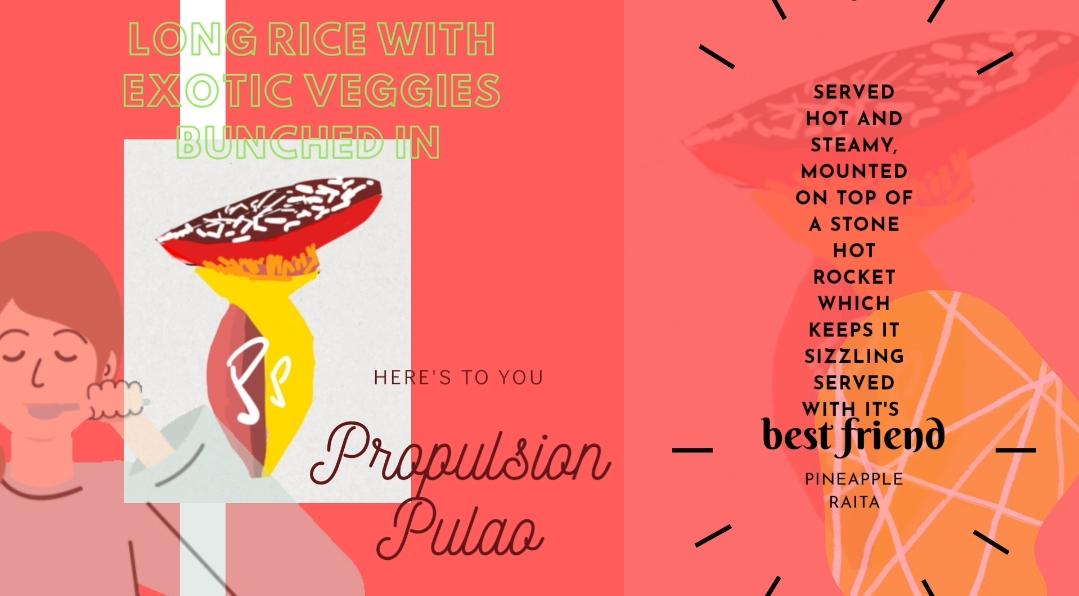 LONG RICE WITH
EXOTIC VEGGIES
BUNCHED IN
HERE'S TO YOU
Propulsion
Pulao
SERVED
HOT AND
STEAMY,
MOUNTED
ON TOP OF
A STONE
HOT
ROCKET
WHICH
KEEPS IT
SIZZLING
SERVED
WITH IT'S
best friend
PINEAPPLE
RAITA